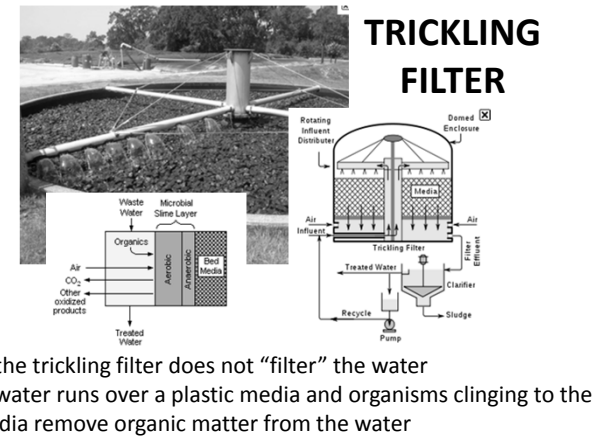 TRICKLING
FILTER
Rotating
Influent
Distributer
Domed
Enclosure
Media
Air
Air
Influent
Trickling Filter
Filter
Effluent
Treated Water
Clarifier
Recycle
Sludge
Pump
Waste
Water
Microbial
Slime Layer
Organics
Aerobic
Anaerobic
Bed
Media
Air
CO₂
Other
oxidized
products
Treated
Water
the trickling filter does not “filter” the water
water runs over a plastic media and organisms clinging to the
dia remove organic matter from the water